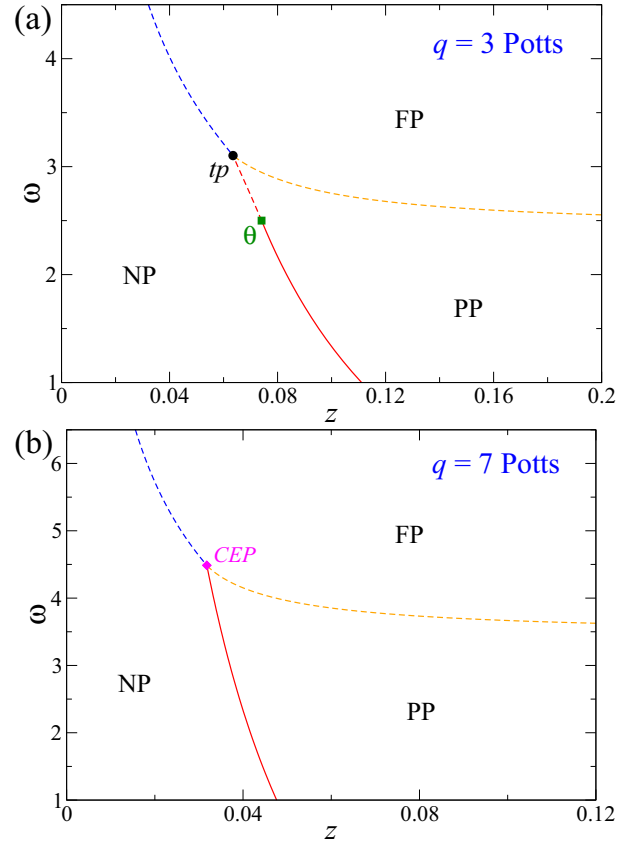 (a)
q = 3 Potts
4
FP
3
tp
ω
θ
NP
2
PP
1
0
0.04
0.08
0.12
0.16
0.2
z
(b)
q = 7 Potts
6
5
FP
CEP
ω
4
3
NP
PP
2
1
0
0.04
0.08
0.12
z